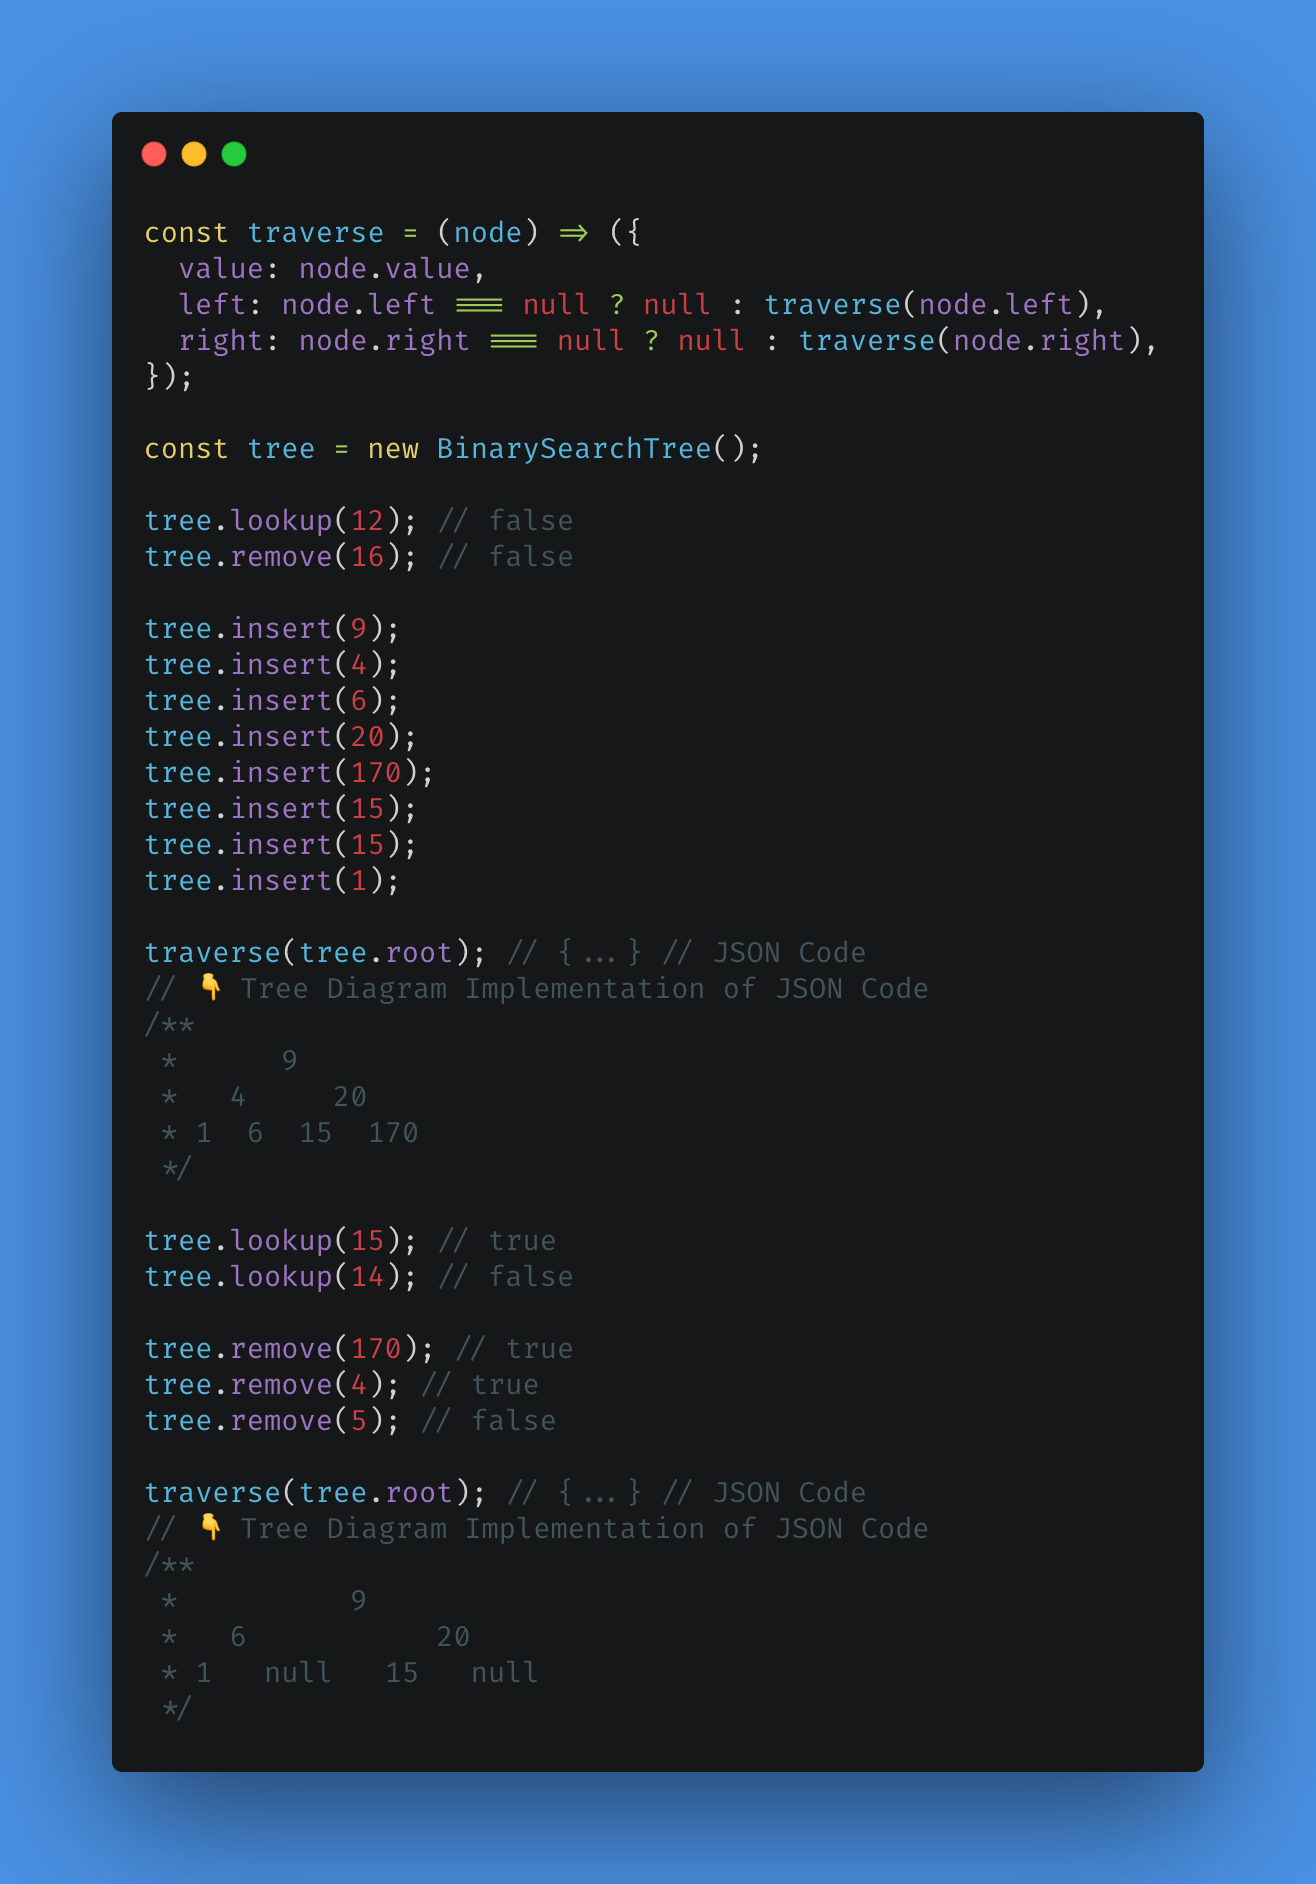 const traverse = (node) => ({
  value: node.value,
  left: node.left === null ? null : traverse(node.left),
  right: node.right === null ? null : traverse(node.right),
});
const tree = new BinarySearchTree();
tree.lookup(12); // false
tree.remove(16); // false
tree.insert(9);
tree.insert(4);
tree.insert(6);
tree.insert(20);
tree.insert(170);
tree.insert(15);
tree.insert(15);
tree.insert(1);
traverse(tree.root); // {...} // JSON Code
// 👇 Tree Diagram Implementation of JSON Code
/**
 *      9
 *   4     20
 * 1  6  15  170
 */
tree.lookup(15); // true
tree.lookup(14); // false
tree.remove(170); // true
tree.remove(4); // true
tree.remove(5); // false
traverse(tree.root); // {...} // JSON Code
// 👇 Tree Diagram Implementation of JSON Code
/**
 *          9
 *   6           20
 * 1   null   15   null
 */